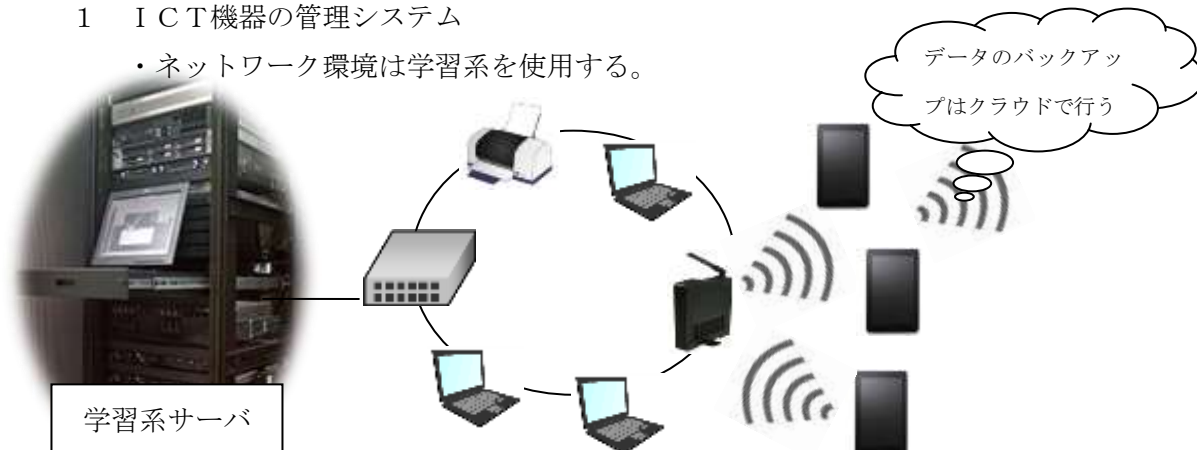 １　ＩＣＴ機器の管理システム
・ネットワーク環境は学習系を使用する。
データのバックアッ
プはクラウドで行う
学習系サーバ